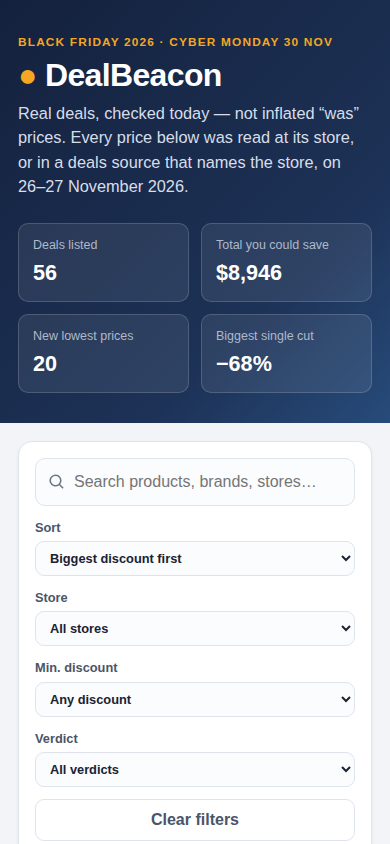 BLACK FRIDAY 2026 · CYBER MONDAY 30 NOV
DealBeacon
Real deals, checked today — not inflated “was”
prices. Every price below was read at its store,
or in a deals source that names the store, on
26–27 November 2026.
Deals listed
56
Total you could save
$8,946
New lowest prices
20
Biggest single cut
−68%
Search products, brands, stores…
Sort
Biggest discount first
Store
All stores
Min. discount
Any discount
Verdict
All verdicts
Clear filters